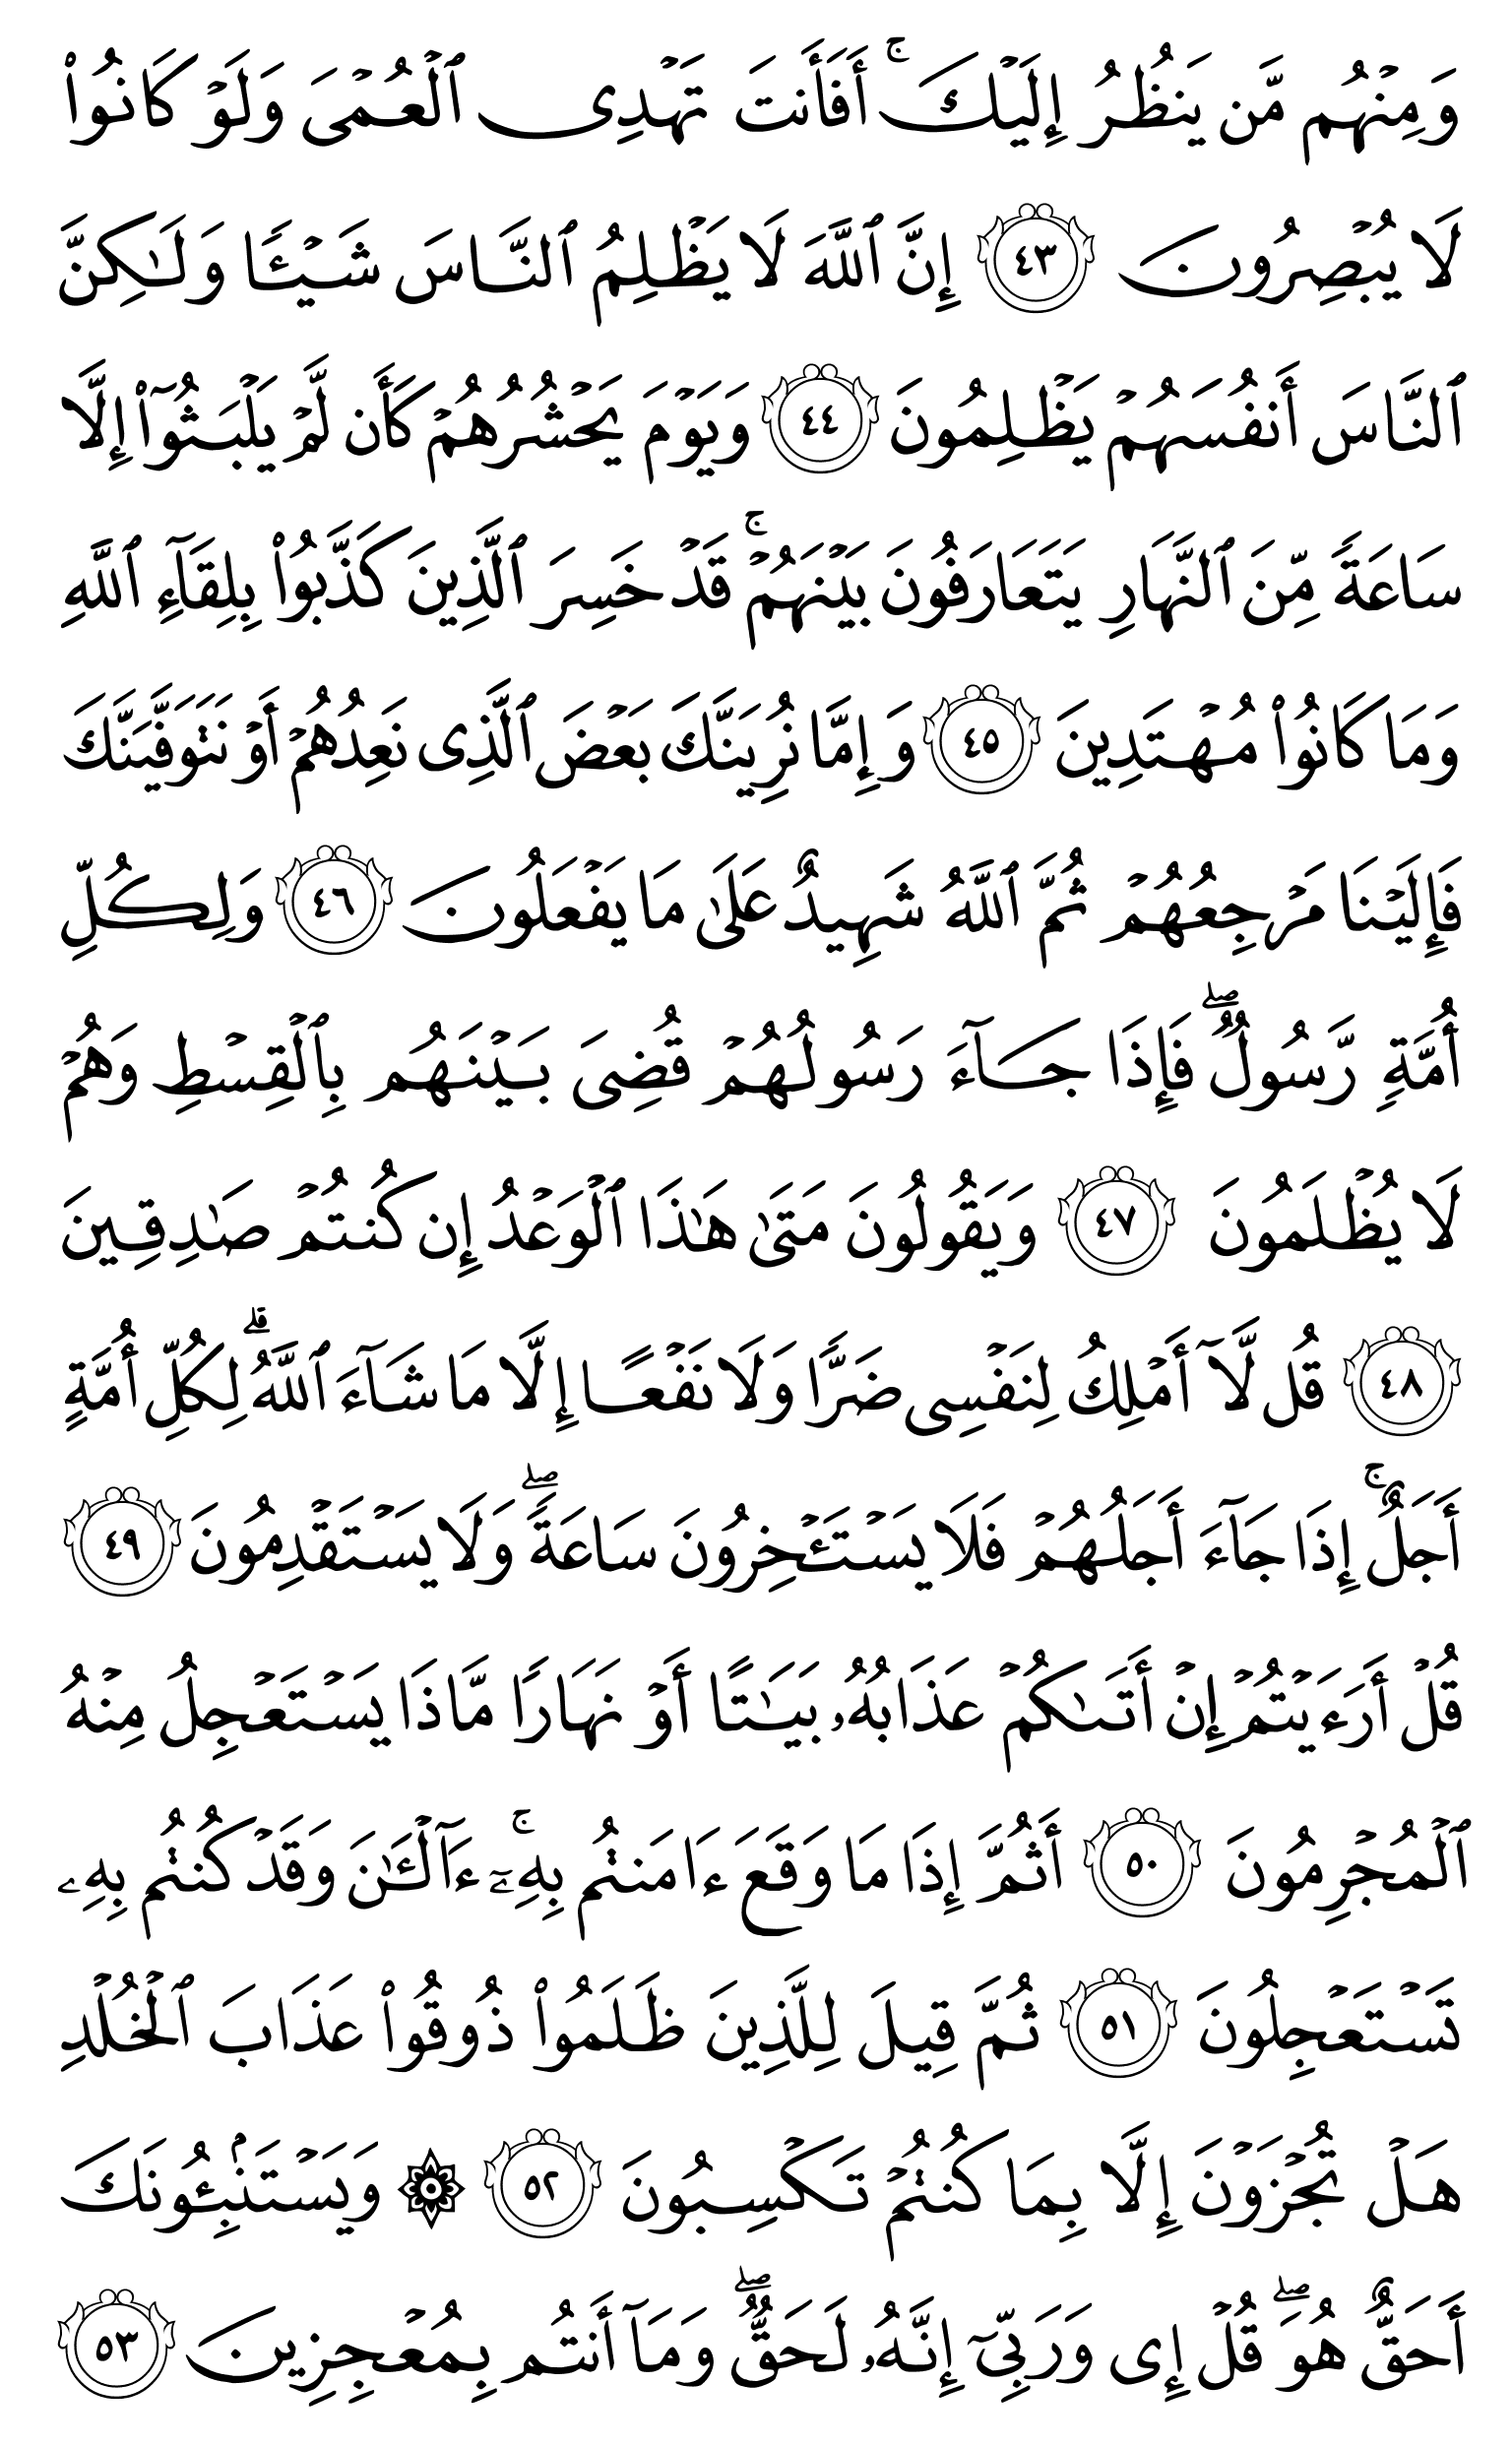 وَمِنْهُم مَّن يَنظُرُ إِلَيْكَ ۚ أَفَأَنتَ تَهْدِى ٱلْعُمْىَ وَلَوْ كَانُوا۟
لَا يُبْصِرُونَ ٤٣ إِنَّ ٱللَّهَ لَا يَظْلِمُ ٱلنَّاسَ شَيْـًٔا وَلَـٰكِنَّ
ٱلنَّاسَ أَنفُسَهُمْ يَظْلِمُونَ ٤٤ وَيَوْمَ يَحْشُرُهُمْ كَأَن لَّمْ يَلْبَثُوٓا۟ إِلَّا
سَاعَةً مِّنَ ٱلنَّهَارِ يَتَعَارَفُونَ بَيْنَهُمْ ۚ قَدْ خَسِرَ ٱلَّذِينَ كَذَّبُوا۟ بِلِقَآءِ ٱللَّهِ
وَمَا كَانُوا۟ مُهْتَدِينَ ٤٥ وَإِمَّا نُرِيَنَّكَ بَعْضَ ٱلَّذِى نَعِدُهُمْ أَوْ نَتَوَفَّيَنَّكَ
فَإِلَيْنَا مَرْجِعُهُمْ ثُمَّ ٱللَّهُ شَهِيدٌ عَلَىٰ مَا يَفْعَلُونَ ٤٦ وَلِكُلِّ
أُمَّةٍ رَّسُولٌ ۖ فَإِذَا جَآءَ رَسُولُهُمْ قُضِىَ بَيْنَهُم بِٱلْقِسْطِ وَهُمْ
لَا يُظْلَمُونَ ٤٧ وَيَقُولُونَ مَتَىٰ هَـٰذَا ٱلْوَعْدُ إِن كُنتُمْ صَـٰدِقِينَ
٤٨ قُل لَّآ أَمْلِكُ لِنَفْسِى ضَرًّا وَلَا نَفْعًا إِلَّا مَا شَآءَ ٱللَّهُ ۗ لِكُلِّ أُمَّةٍ
أَجَلٌ ۚ إِذَا جَآءَ أَجَلُهُمْ فَلَا يَسْتَـْٔخِرُونَ سَاعَةً ۖ وَلَا يَسْتَقْدِمُونَ ٤٩
قُلْ أَرَءَيْتُمْ إِنْ أَتَىٰكُمْ عَذَابُهُۥ بَيَـٰتًا أَوْ نَهَارًا مَّاذَا يَسْتَعْجِلُ مِنْهُ
ٱلْمُجْرِمُونَ ٥٠ أَثُمَّ إِذَا مَا وَقَعَ ءَامَنتُم بِهِۦٓ ۚ ءَآلْـَٔـٰنَ وَقَدْ كُنتُم بِهِۦ
تَسْتَعْجِلُونَ ٥١ ثُمَّ قِيلَ لِلَّذِينَ ظَلَمُوا۟ ذُوقُوا۟ عَذَابَ ٱلْخُلْدِ
هَلْ تُجْزَوْنَ إِلَّا بِمَا كُنتُمْ تَكْسِبُونَ ٥٢ ۞ وَيَسْتَنۢبِـُٔونَكَ
أَحَقٌّ هُوَ ۖ قُلْ إِى وَرَبِّىٓ إِنَّهُۥ لَحَقٌّ ۖ وَمَآ أَنتُم بِمُعْجِزِينَ ٥٣